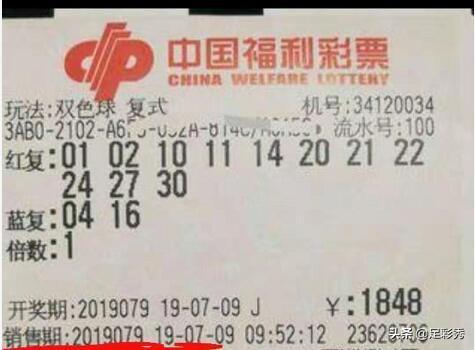 中国福利彩票
CHINA WELFARE LOTTERY
玩法:双色球 复式 机号:34120034
3AB0-2102-A6F5- 流水号:100
红复:01 02 10 11 14 20 21 22
24 27 30
蓝复:04 16
倍数:1
开奖期:2019079 19-07-09 J ￥:1848
销售期:2019079 19-07-09 09:52:12
头条 @足彩秀